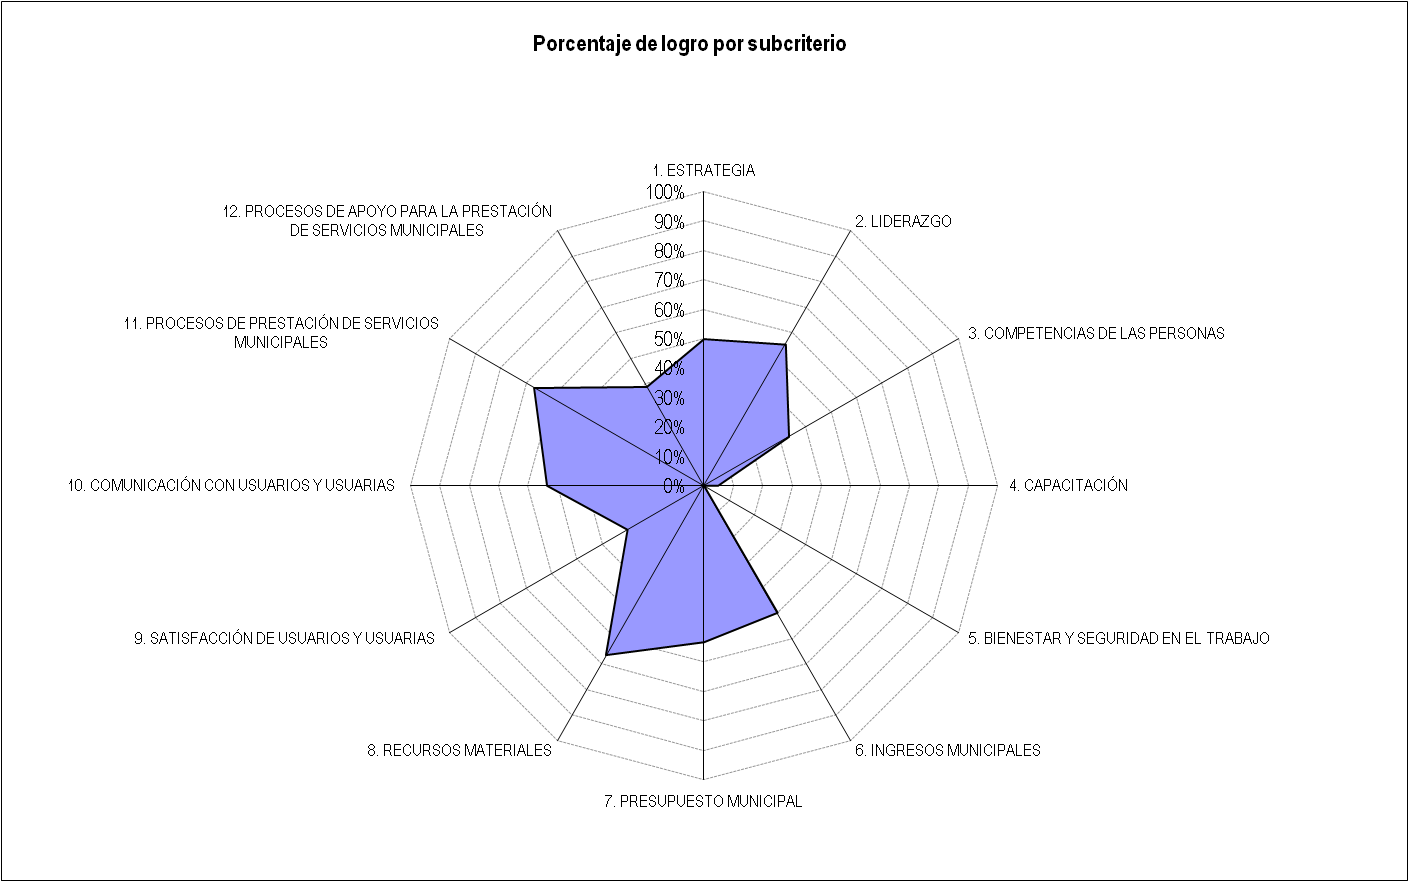 Porcentaje de logro por subcriterio
1. ESTRATEGIA
100%
90%
80%
70%
60%
50%
40%
30%
20%
10%
0%
2. LIDERAZGO
3. COMPETENCIAS DE LAS PERSONAS
4. CAPACITACIÓN
5. BIENESTAR Y SEGURIDAD EN EL TRABAJO
6. INGRESOS MUNICIPALES
7. PRESUPUESTO MUNICIPAL
8. RECURSOS MATERIALES
9. SATISFACCIÓN DE USUARIOS Y USUARIAS
10. COMUNICACIÓN CON USUARIOS Y USUARIAS
11. PROCESOS DE PRESTACIÓN DE SERVICIOS
MUNICIPALES
12. PROCESOS DE APOYO PARA LA PRESTACIÓN
DE SERVICIOS MUNICIPALES